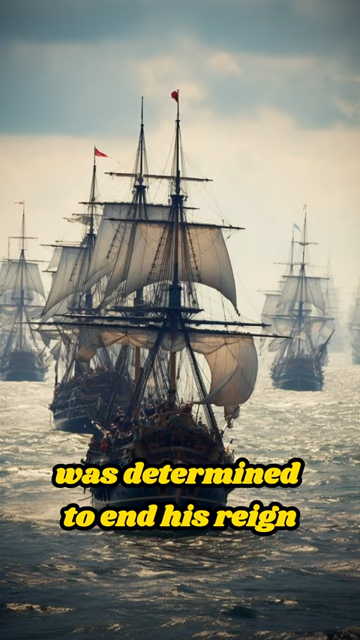 was determined
to end his reign